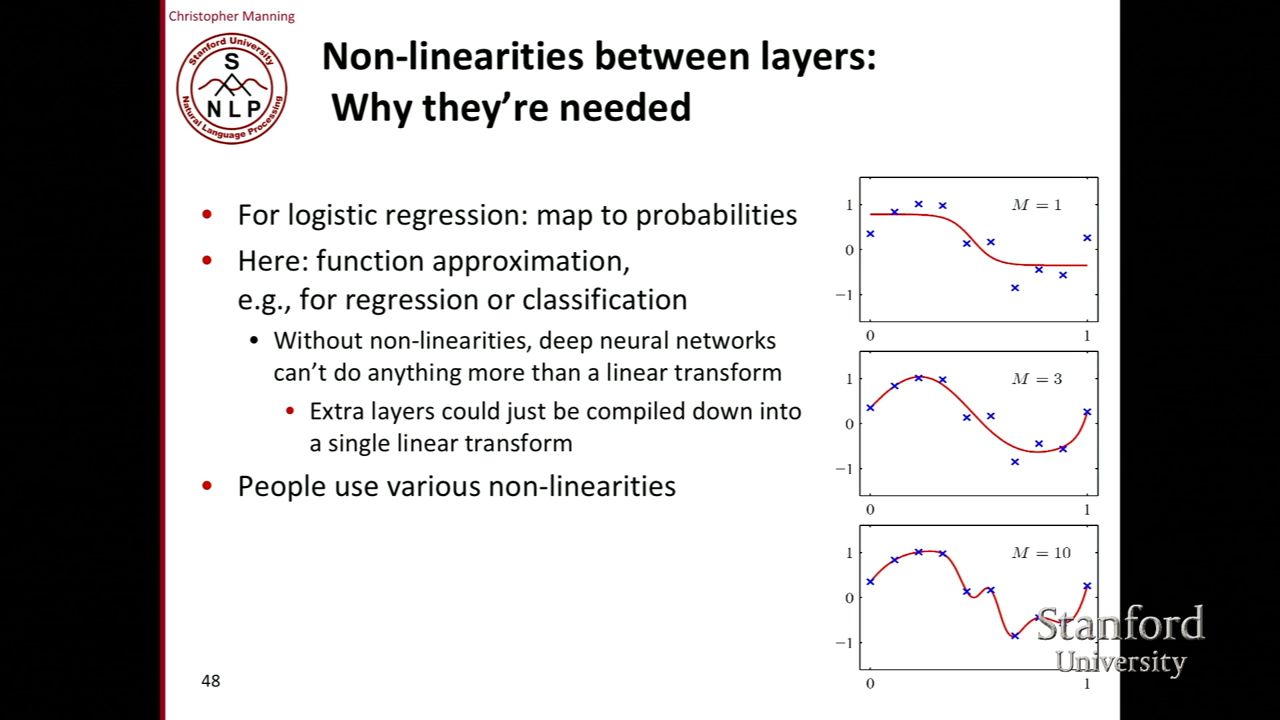 Christopher Manning
Stanford University
S
NLP
Natural Language Processing
Non-linearities between layers:
Why they're needed
• For logistic regression: map to probabilities
• Here: function approximation,
e.g., for regression or classification
• Without non-linearities, deep neural networks
can't do anything more than a linear transform
• Extra layers could just be compiled down into
a single linear transform
• People use various non-linearities
M = 1
1
0
−1
0 1
M = 3
1
0
−1
0 1
M = 10
1
0
−1
0 1
Stanford
University
48